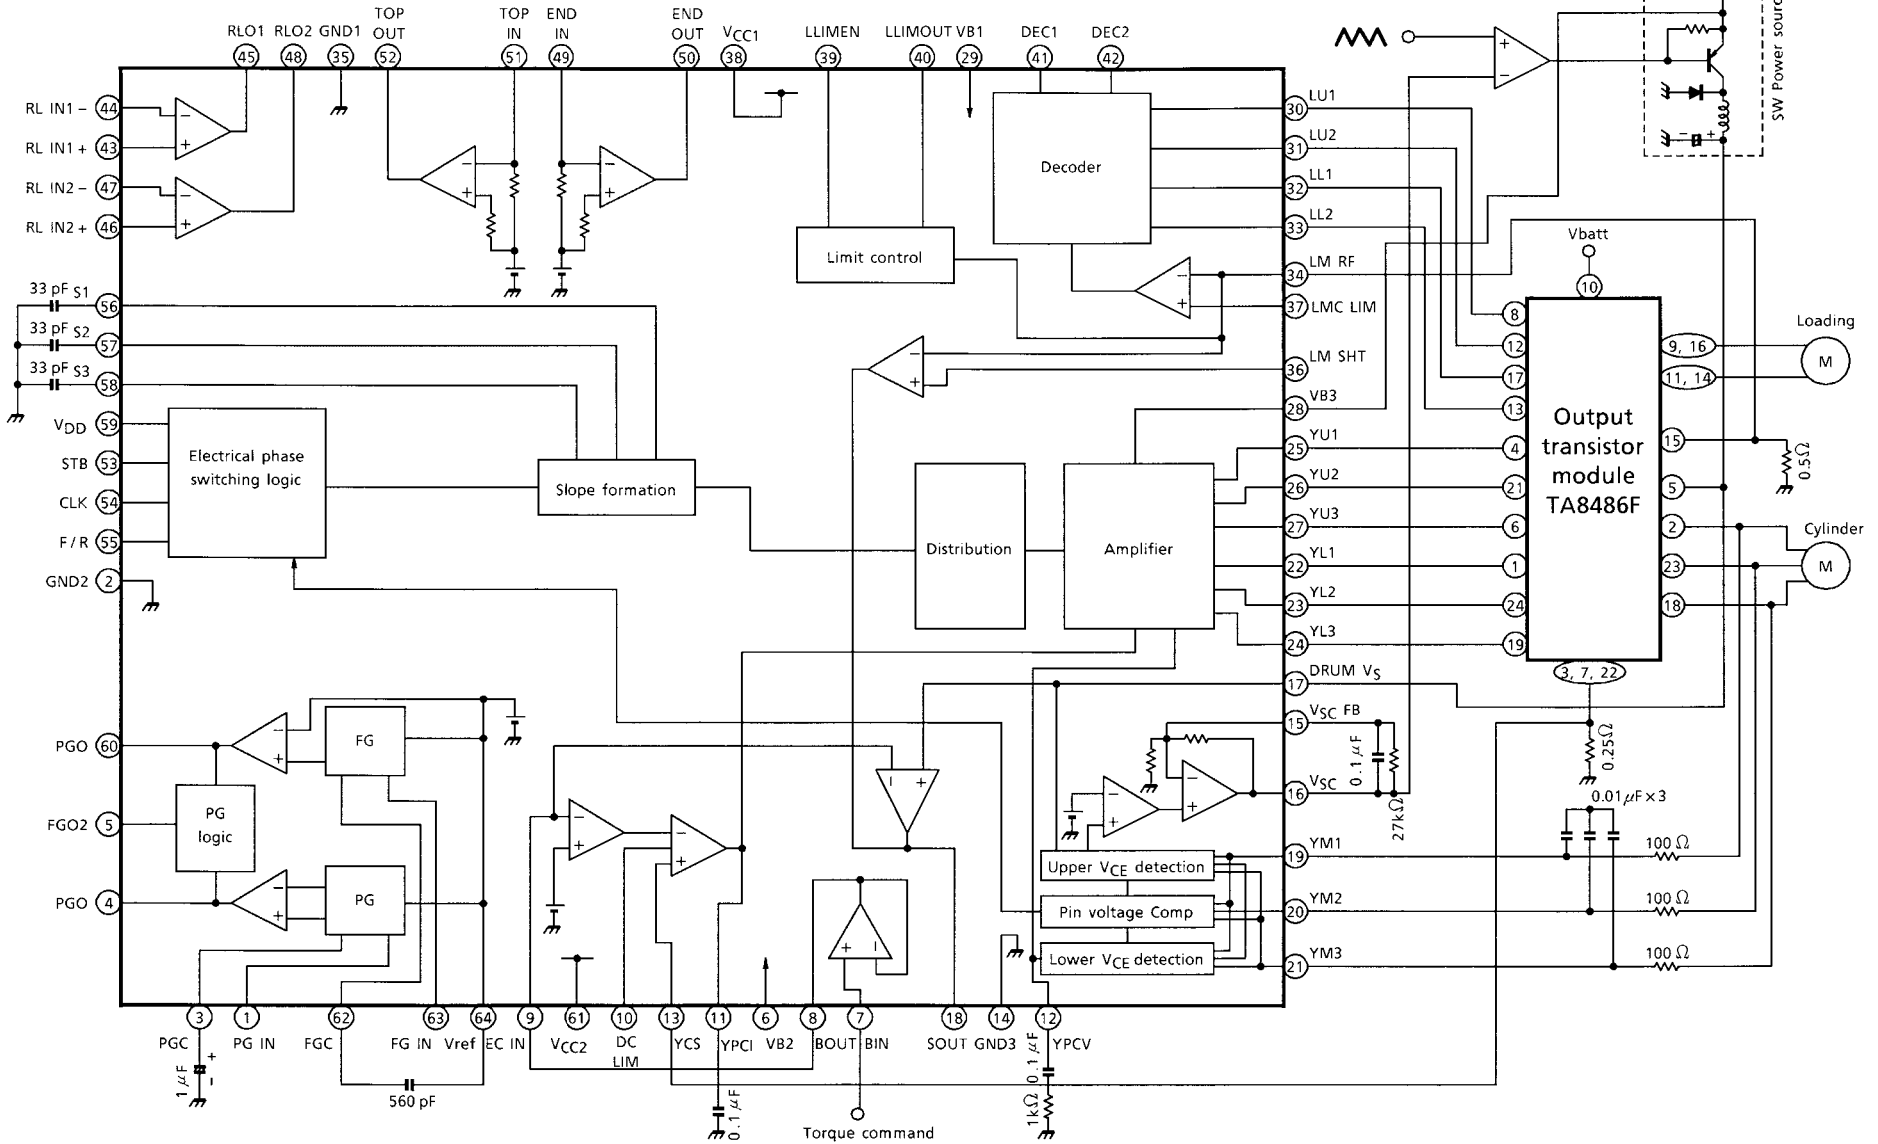 RLO1 RLO2 GND1 TOP OUT TOP IN END IN END OUT VCC1 LLIMEN LLIMOUT VB1 DEC1 DEC2
45 48 35 52 51 49 50 38 39 40 29 41 42
RL IN1 - 44
RL IN1 + 43
RL IN2 - 47
RL IN2 + 46
33 pF S1 56
33 pF S2 57
33 pF S3 58
VDD 59
STB 53
CLK 54
F/R 55
GND2 2
PGO 60
FGO2 5
PGO 4
Electrical phase
switching logic
Slope formation
Distribution
Amplifier
Decoder
Limit control
FG
PG
logic
PG
Upper VCE detection
Pin voltage Comp
Lower VCE detection
30 LU1
31 LU2
32 LL1
33 LL2
34 LM RF
37 LMC LIM
36 LM SHT
28 VB3
25 YU1
26 YU2
27 YU3
22 YL1
23 YL2
24 YL3
17 DRUM VS
15 VSC FB
16 VSC
19 YM1
20 YM2
21 YM3
0.1 μF
27kΩ
SW Power sourc
Vbatt
10
8
12
17
13
4
21
6
1
24
19
Output
transistor
module
TA8486F
9, 16
11, 14
15
5
2
23
18
3, 7, 22
Loading
M
Cylinder
M
0.5Ω
0.25Ω
0.01 μF×3
100 Ω
100 Ω
100 Ω
3 1 62 63 64 9 61 10 13 11 6 8 7 18 14 12
PGC PG IN FGC FG IN Vref EC IN VCC2 DC LIM YCS YPCI VB2 BOUT BIN SOUT GND3 YPCV
1 μF
560 pF
0.1 μF
Torque command
0.1 μF
1kΩ